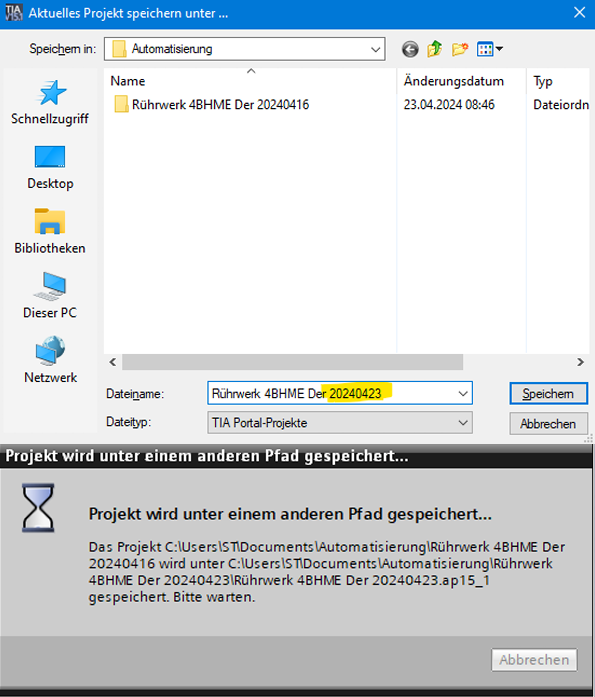 TIA
V15.1
Aktuelles Projekt speichern unter ...
Speichern in:
Automatisierung
Name
Änderungsdatum
Typ
Rührwerk 4BHME Der 20240416
23.04.2024 08:46
Dateiordn
Schnellzugriff
Desktop
Bibliotheken
Dieser PC
Netzwerk
Dateiname:
Rührwerk 4BHME Der 20240423
Speichern
Dateityp:
TIA Portal-Projekte
Abbrechen
Projekt wird unter einem anderen Pfad gespeichert...
Projekt wird unter einem anderen Pfad gespeichert...
Das Projekt C:\Users\ST\Documents\Automatisierung\Rührwerk 4BHME Der
20240416 wird unter C:\Users\ST\Documents\Automatisierung\Rührwerk
4BHME Der 20240423\Rührwerk 4BHME Der 20240423.ap15_1
gespeichert. Bitte warten.
Abbrechen